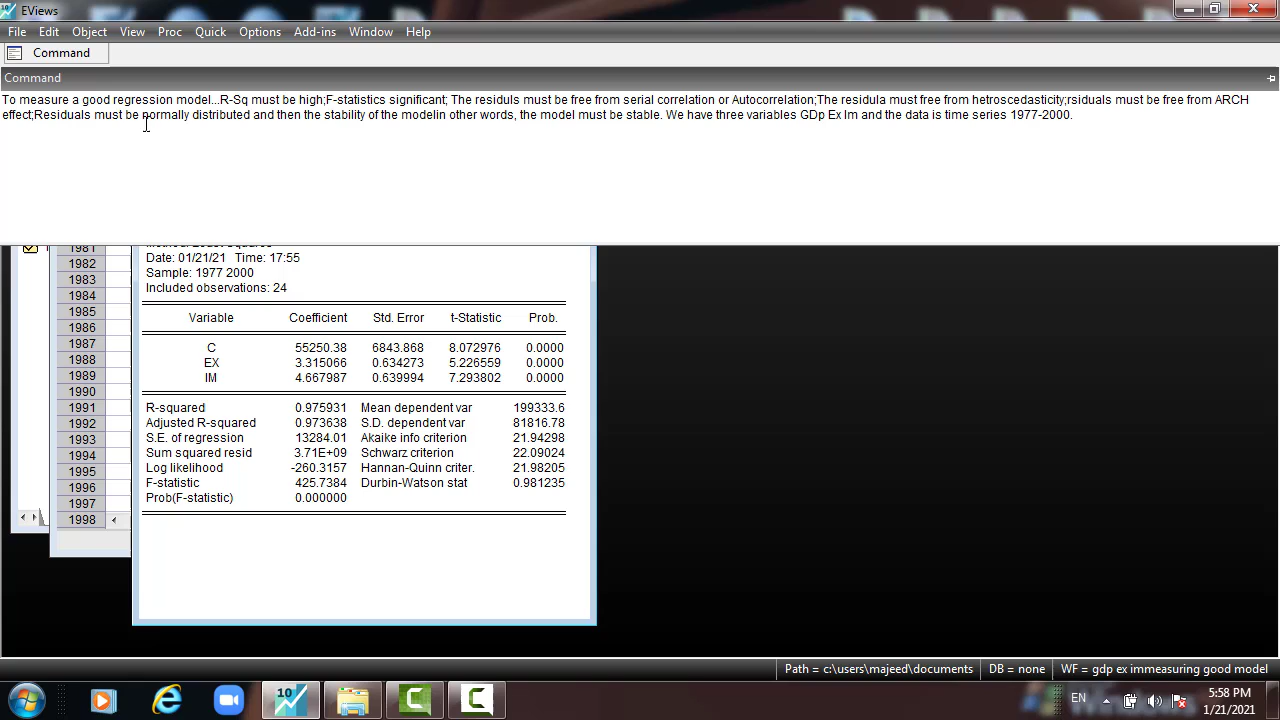 EViews
File Edit Object View Proc Quick Options Add-ins Window Help
Command
Command
To measure a good regression model...R-Sq must be high;F-statistics significant; The residuls must be free from serial correlation or Autocorrelation;The residula must free from hetroscedasticity;rsiduals must be free from ARCH
effect;Residuals must be normally distributed and then the stability of the modelin other words, the model must be stable. We have three variables GDp Ex Im and the data is time series 1977-2000.
1981
1982
1983
1984
1985
1986
1987
1988
1989
1990
1991
1992
1993
1994
1995
1996
1997
1998
Method: Least Squares
Date: 01/21/21 Time: 17:55
Sample: 1977 2000
Included observations: 24
Variable Coefficient Std. Error t-Statistic Prob.
C 55250.38 6843.868 8.072976 0.0000
EX 3.315066 0.634273 5.226559 0.0000
IM 4.667987 0.639994 7.293802 0.0000
R-squared 0.975931 Mean dependent var 199333.6
Adjusted R-squared 0.973638 S.D. dependent var 81816.78
S.E. of regression 13284.01 Akaike info criterion 21.94298
Sum squared resid 3.71E+09 Schwarz criterion 22.09024
Log likelihood -260.3157 Hannan-Quinn criter. 21.98205
F-statistic 425.7384 Durbin-Watson stat 0.981235
Prob(F-statistic) 0.000000
Path = c:\users\majeed\documents DB = none WF = gdp ex immeasuring good model
10
EN
5:58 PM
1/21/2021